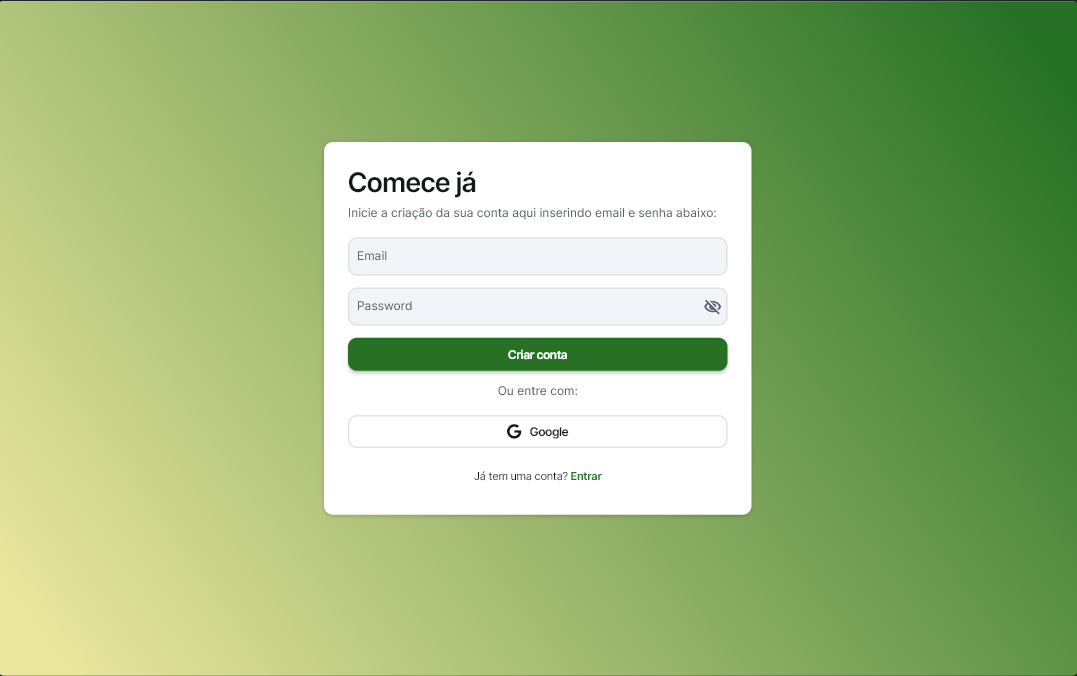 Comece já
Inicie a criação da sua conta aqui inserindo email e senha abaixo:
Email
Password
Criar conta
Ou entre com:
Google
Já tem uma conta? Entrar